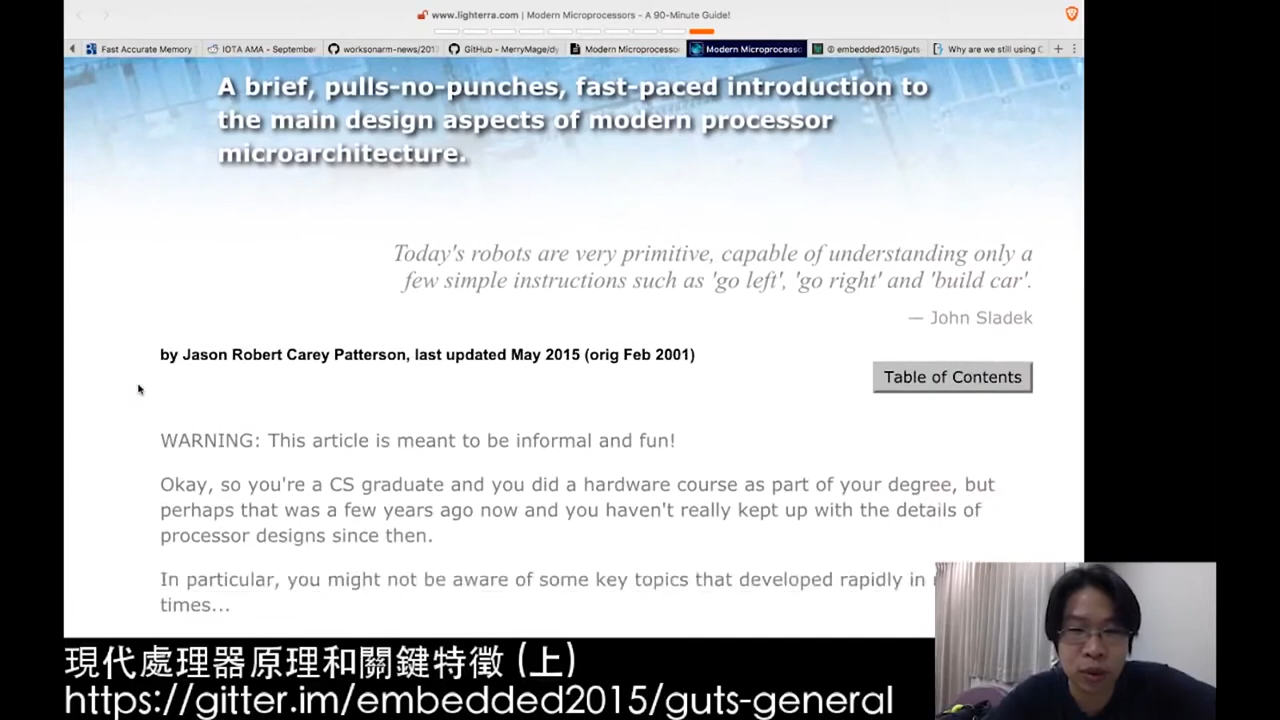 www.lighterra.com | Modern Microprocessors - A 90-Minute Guide!
Fast Accurate Memory
IOTA AMA - September
worksonarm-news/201
GitHub - MerryMage/dy
Modern Microprocesso
Modern Microprocesso
embedded2015/guts
Why are we still using C
A brief, pulls-no-punches, fast-paced introduction to
the main design aspects of modern processor
microarchitecture.
Today's robots are very primitive, capable of understanding only a
few simple instructions such as 'go left', 'go right' and 'build car'.
— John Sladek
by Jason Robert Carey Patterson, last updated May 2015 (orig Feb 2001)
Table of Contents
WARNING: This article is meant to be informal and fun!
Okay, so you're a CS graduate and you did a hardware course as part of your degree, but
perhaps that was a few years ago now and you haven't really kept up with the details of
processor designs since then.
In particular, you might not be aware of some key topics that developed rapidly in
times...
現代處理器原理和關鍵特徵 (上)
https://gitter.im/embedded2015/guts-general